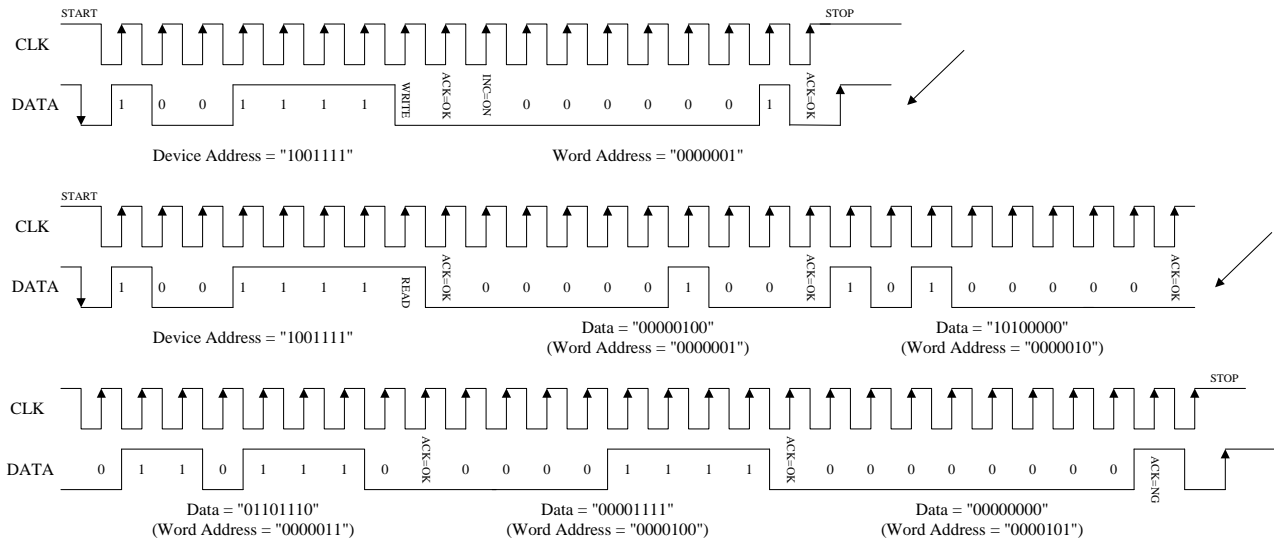 START STOP
CLK
DATA 1 0 0 1 1 1 1 WRITE ACK=OK INC=ON 0 0 0 0 0 0 1 ACK=OK
Device Address = "1001111" Word Address = "0000001"
START
CLK
DATA 1 0 0 1 1 1 1 READ ACK=OK 0 0 0 0 0 1 0 0 ACK=OK 1 0 1 0 0 0 0 0 ACK=OK
Device Address = "1001111" Data = "00000100" Data = "10100000"
(Word Address = "0000001") (Word Address = "0000010")
STOP
CLK
DATA 0 1 1 0 1 1 1 0 ACK=OK 0 0 0 0 1 1 1 1 ACK=OK 0 0 0 0 0 0 0 0 ACK=NG
Data = "01101110" Data = "00001111" Data = "00000000"
(Word Address = "0000011") (Word Address = "0000100") (Word Address = "0000101")